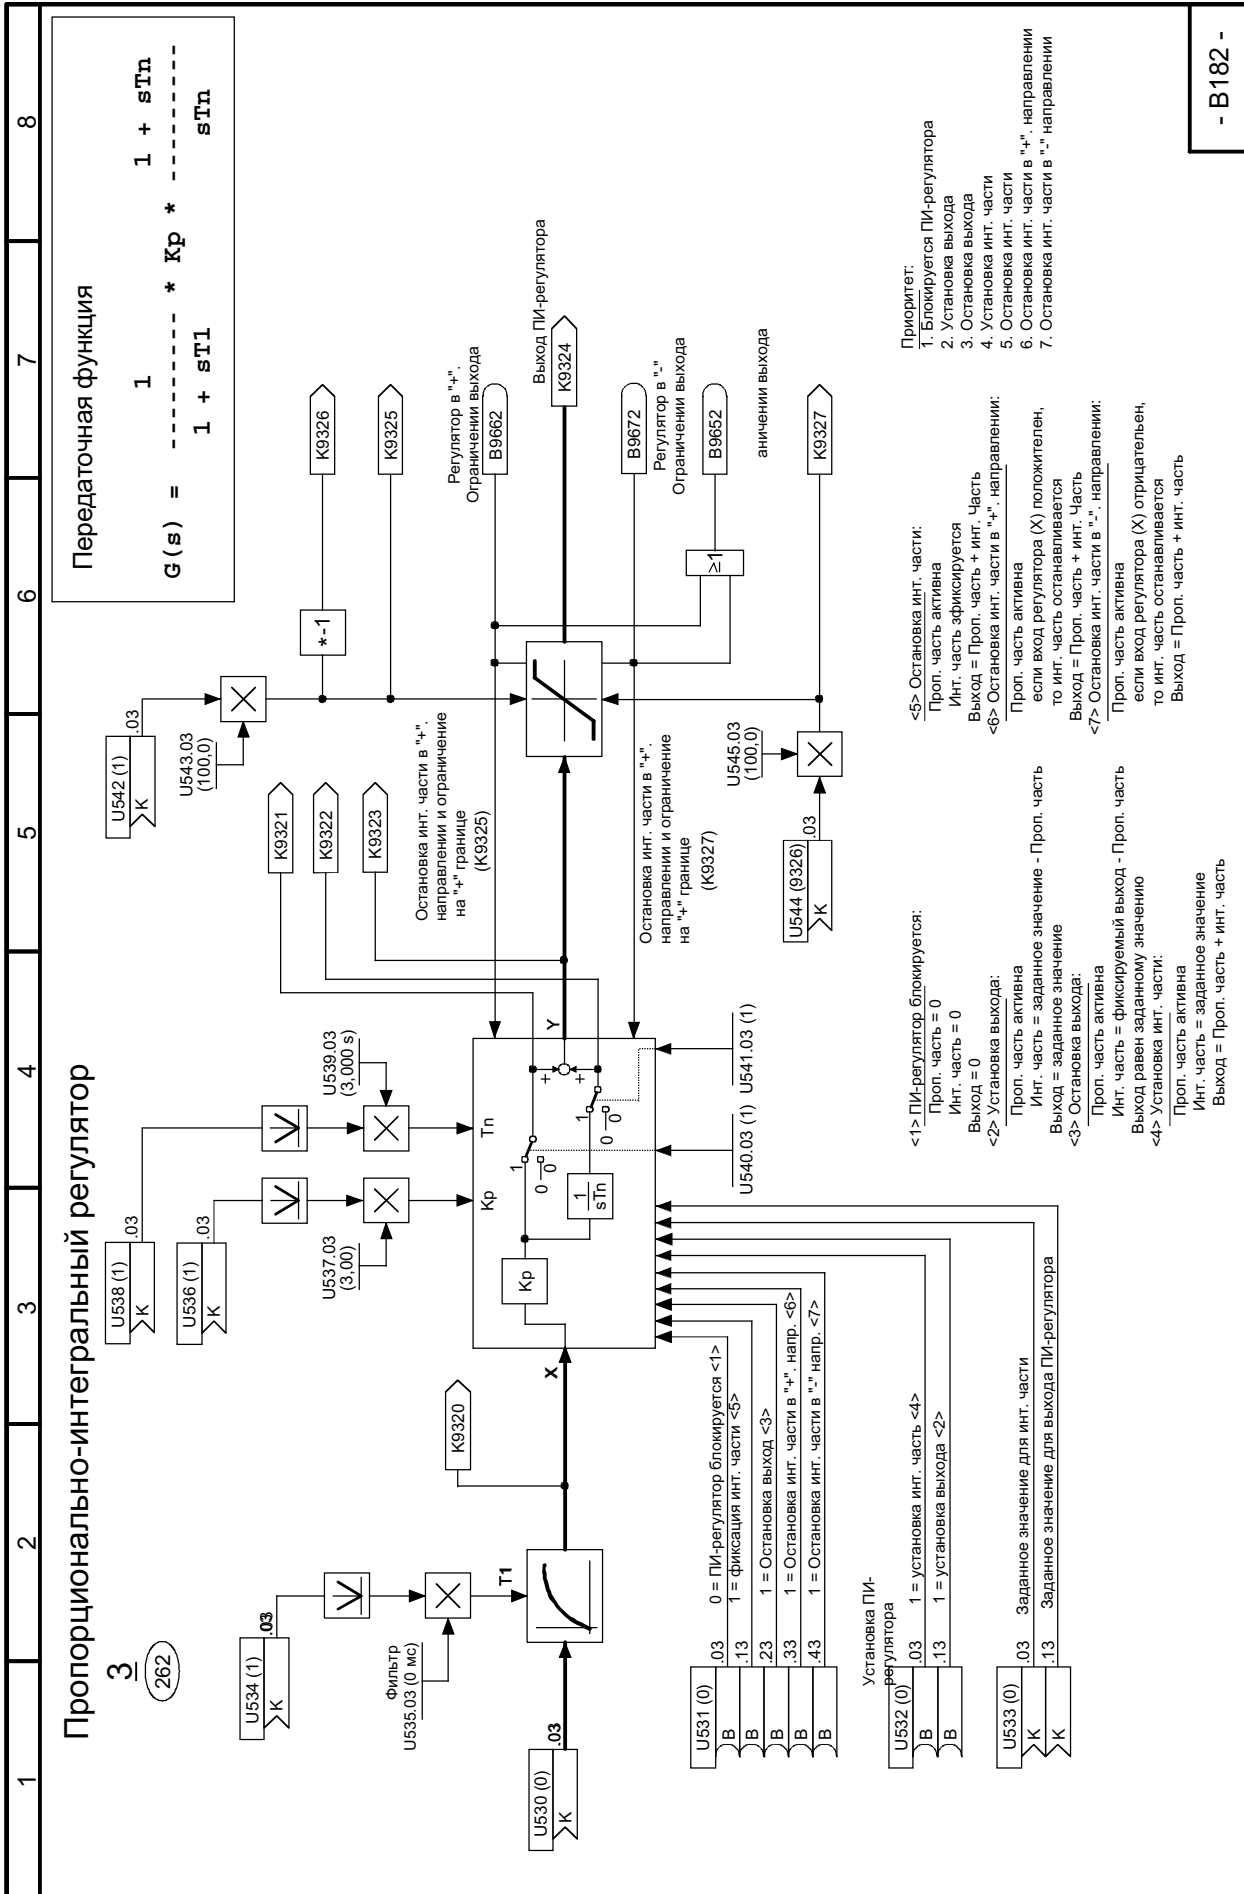 1 2 3 4 5 6 7 8
Пропорционально-интегральный регулятор
3
262
Передаточная функция
1 1 + sTn
G(s) = -------- * Kp * ---------
1 + sT1 sTn
U534 (1)
K
.03
Фильтр
U535.03 (0 мс)
T1
U530 (0)
K
.03
K9320
X
U538 (1)
K
.03
U536 (1)
K
.03
U537.03
(3,00)
U539.03
(3,000 s)
Kp
Tn
Kp
1
sTn
1
0
0
1
0
0
+
+
Y
U540.03 (1)
U541.03 (1)
U542 (1)
K
.03
U543.03
(100,0)
*-1
K9326
K9325
K9321
K9322
K9323
Остановка инт. части в "+".
направлении и ограничение
на "+" границе
(K9325)
Остановка инт. части в "+".
направлении и ограничение
на "+" границе
(K9327)
Регулятор в "+".
Ограничении выхода
B9662
Выход ПИ-регулятора
K9324
B9672
Регулятор в "-"
Ограничении выхода
≥1
B9652
аничении выхода
K9327
U545.03
(100,0)
U544 (9326)
K
.03
U531 (0)
B .03 0 = ПИ-регулятор блокируется <1>
B .13 1 = фиксация инт. части <5>
B .23 1 = Остановка выход <3>
B .33 1 = Остановка инт. части в "+". напр. <6>
B .43 1 = Остановка инт. части в "-" напр. <7>
Установка ПИ-
регулятора
U532 (0)
B .03 1 = установка инт. часть <4>
B .13 1 = установка выхода <2>
U533 (0)
K .03 Заданное значение для инт. части
K .13 Заданное значение для выхода ПИ-регулятора
<1> ПИ-регулятор блокируется:
Проп. часть = 0
Инт. часть = 0
Выход = 0
<2> Установка выхода:
Проп. часть активна
Инт. часть = заданное значение - Проп. часть
Выход = заданное значение
<3> Остановка выхода:
Проп. часть активна
Инт. часть = фиксируемый выход - Проп. часть
Выход равен заданному значению
<4> Установка инт. части:
Проп. часть активна
Инт. часть = заданное значение
Выход = Проп. часть + инт. часть
<5> Остановка инт. части:
Проп. часть активна
Инт. часть зфиксируется
Выход = Проп. часть + инт. Часть
<6> Остановка инт. части в "+". направлении:
Проп. часть активна
если вход регулятора (X) положителен,
то инт. часть останавливается
Выход = Проп. часть + инт. Часть
<7> Остановка инт. части в "-". направлении:
Проп. часть активна
если вход регулятора (X) отрицательен,
то инт. часть останавливается
Выход = Проп. часть + инт. часть
Приоритет:
1. Блокируется ПИ-регулятора
2. Установка выхода
3. Остановка выхода
4. Установка инт. части
5. Остановка инт. части
6. Остановка инт. части в "+". направлении
7. Остановка инт. части в "-" направлении
- B182 -